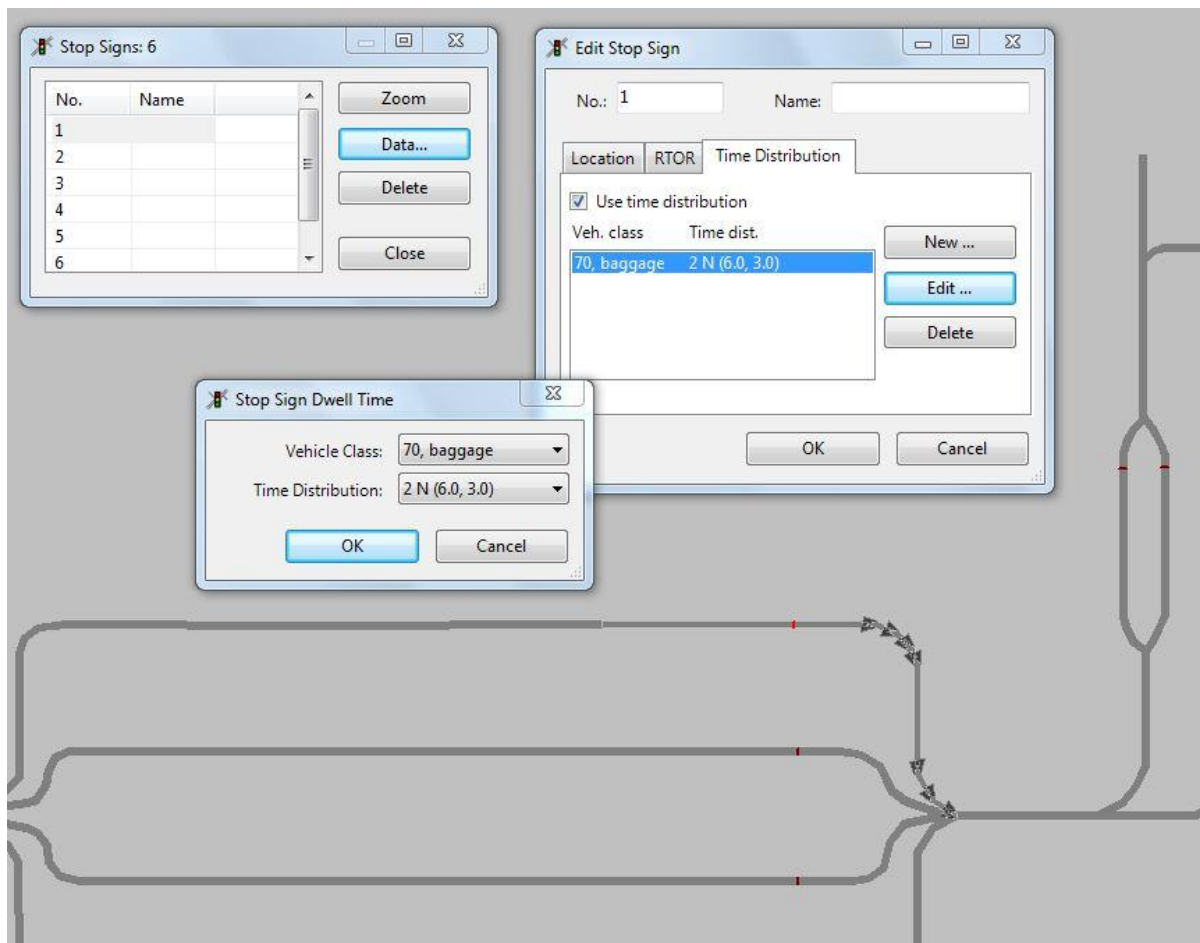 Stop Signs: 6
No. Name
1
2
3
4
5
6
Zoom
Data...
Delete
Close
Edit Stop Sign
No.: 1 Name:
Location RTOR Time Distribution
Use time distribution
Veh. class Time dist.
70, baggage 2 N (6.0, 3.0)
New ...
Edit ...
Delete
OK Cancel
Stop Sign Dwell Time
Vehicle Class: 70, baggage
Time Distribution: 2 N (6.0, 3.0)
OK Cancel